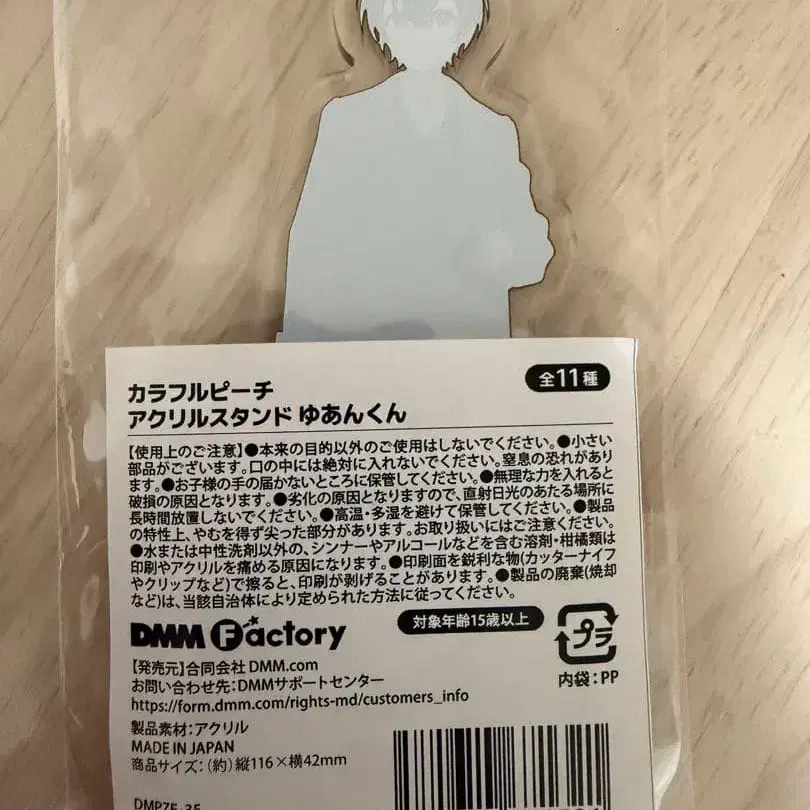 カラフルピーチ
アクリルスタンド ゆあんくん
全11種
【使用上のご注意】●本来の目的以外のご使用はしないでください。●小さい
部品がございます。口の中には絶対に入れないでください。窒息の恐れがあり
ます。●お子様の手の届かないところに保管してください。●無理な力を入れると
破損の原因となります。●劣化の原因となりますので、直射日光のあたる場所に
長時間放置しないでください。●高温・多湿を避けて保管してください。●製品
の特性上、やむを得ず尖った部分があります。お取り扱いにはご注意ください。
●水または中性洗剤以外の、シンナーやアルコールなどを含む溶剤・柑橘類は
印刷やアクリルを痛める原因になります。●印刷面を鋭利な物(カッターナイフ
やクリップなど)で擦ると、印刷が剥げることがあります。●製品の廃棄(焼却
など)は、当該自治体により定められた方法に従ってください。
DMM Factory
対象年齢15歳以上
プラ
内袋:PP
【発売元】合同会社DMM.com
お問い合わせ先:DMMサポートセンター
https://form.dmm.com/rights-md/customers_info
製品素材:アクリル
MADE IN JAPAN
商品サイズ:(約)縦116×横42mm